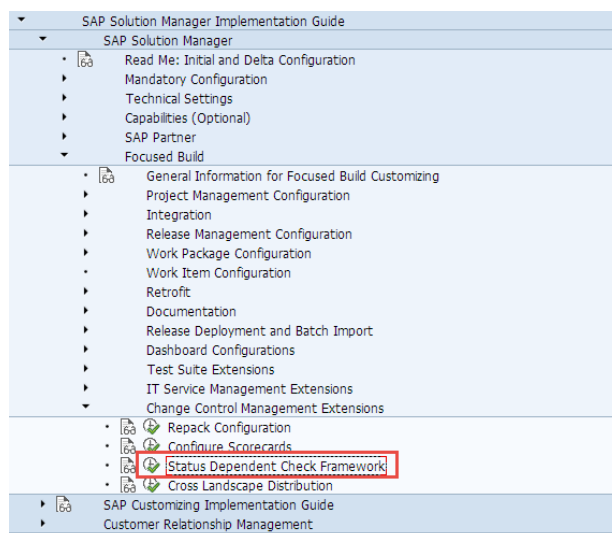 SAP Solution Manager Implementation Guide
SAP Solution Manager
Read Me: Initial and Delta Configuration
Mandatory Configuration
Technical Settings
Capabilities (Optional)
SAP Partner
Focused Build
General Information for Focused Build Customizing
Project Management Configuration
Integration
Release Management Configuration
Work Package Configuration
Work Item Configuration
Retrofit
Documentation
Release Deployment and Batch Import
Dashboard Configurations
Test Suite Extensions
IT Service Management Extensions
Change Control Management Extensions
Repack Configuration
Configure Scorecards
Status Dependent Check Framework
Cross Landscape Distribution
SAP Customizing Implementation Guide
Customer Relationship Management